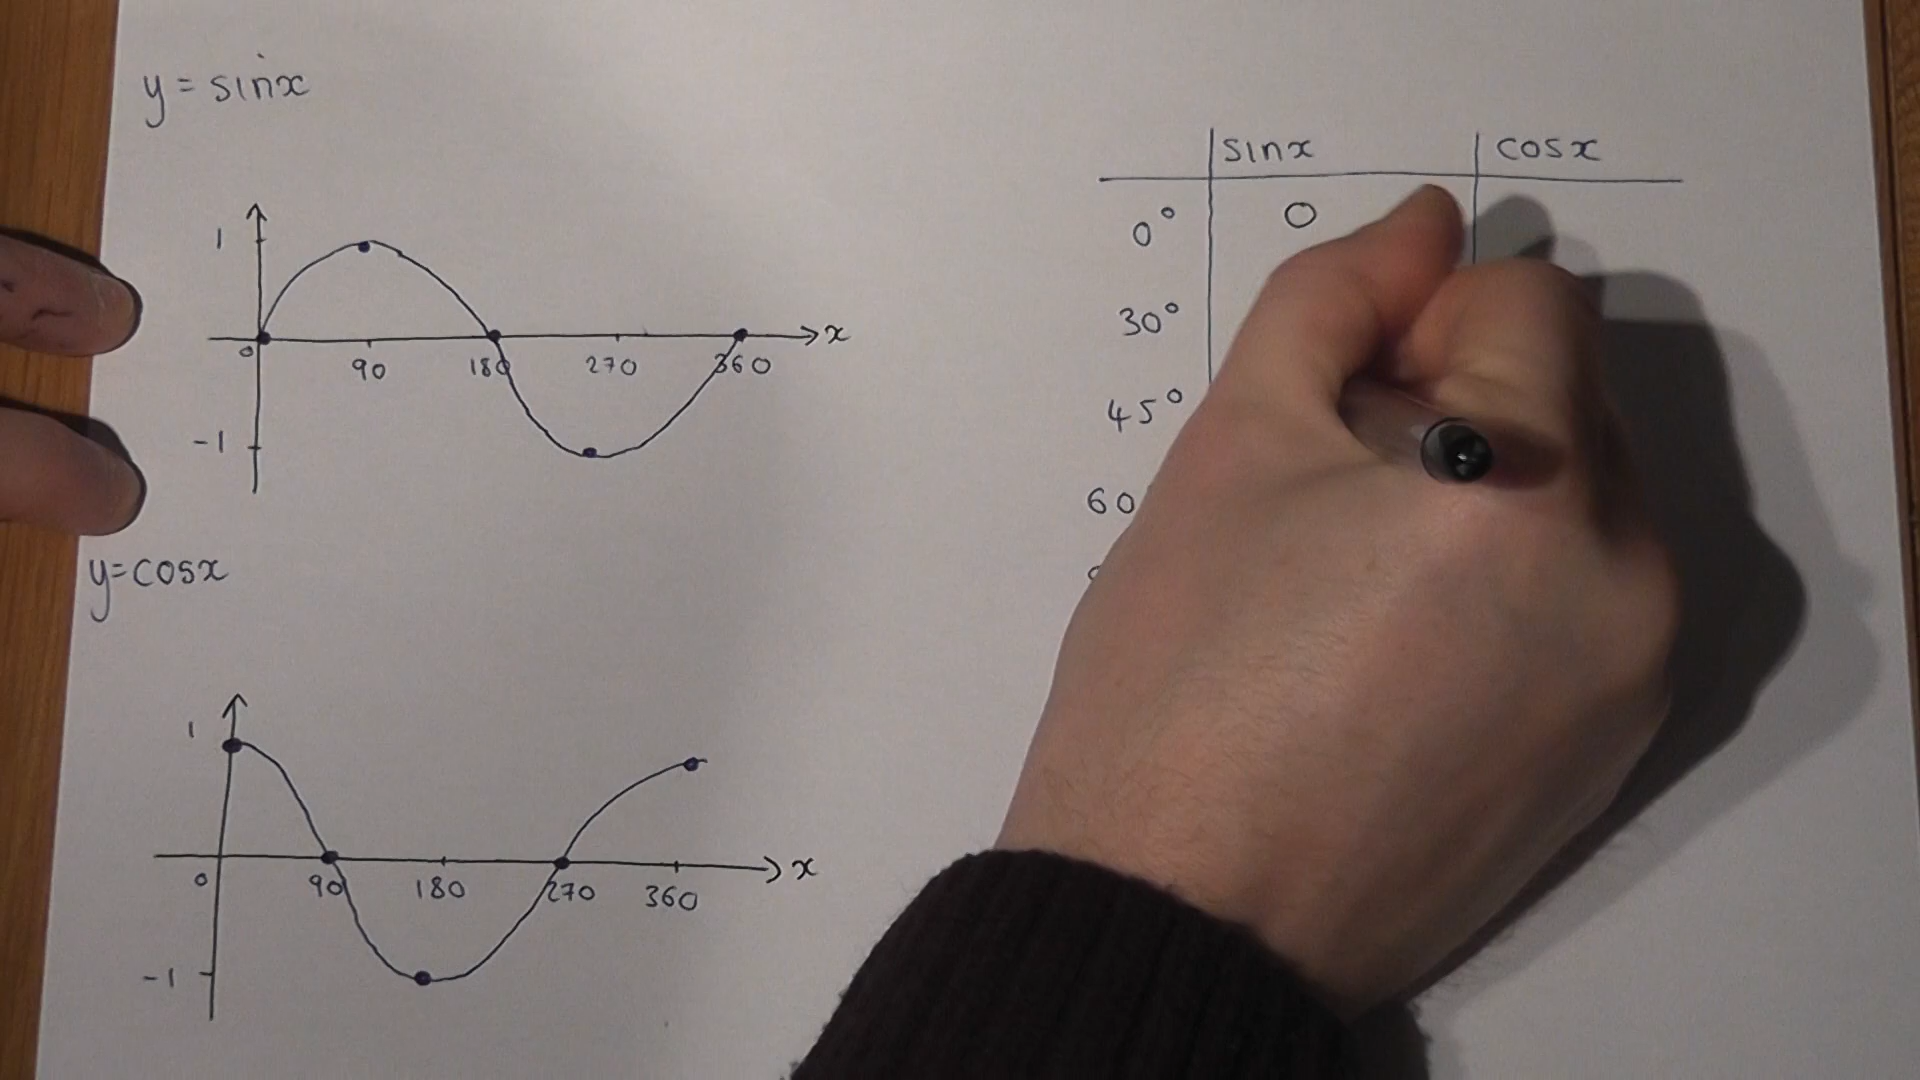 y = sinx
1
0 90 180 270 360 x
-1
y=cosx
1
0 90 180 270 360 x
-1
sinx cosx
0° 0
30°
45°
60